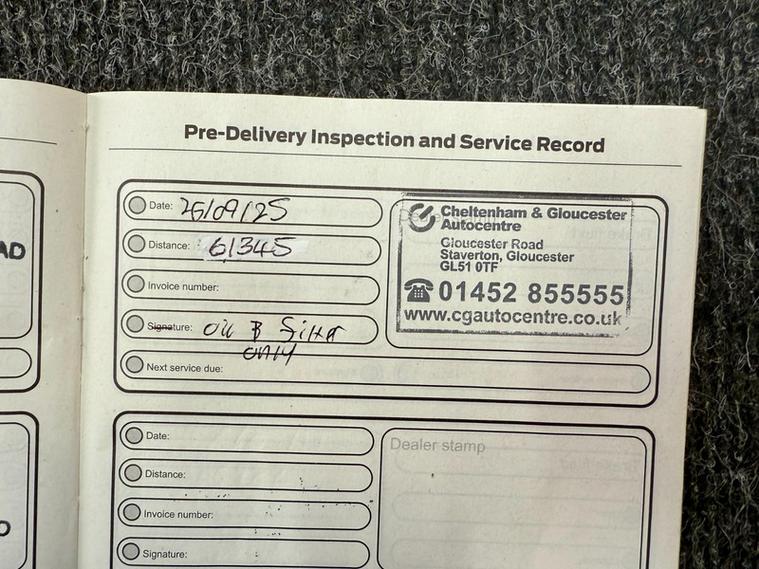 Pre-Delivery Inspection and Service Record
AD
Date: 25/09/25
Distance: 61345
Invoice number:
Signature: oil & Filter
only
Next service due:
Cheltenham & Gloucester
Autocentre
Gloucester Road
Staverton, Gloucester
GL51 0TF
☎ 01452 855555
www.cgautocentre.co.uk
Date:
Distance:
Invoice number:
Signature:
Dealer stamp
O